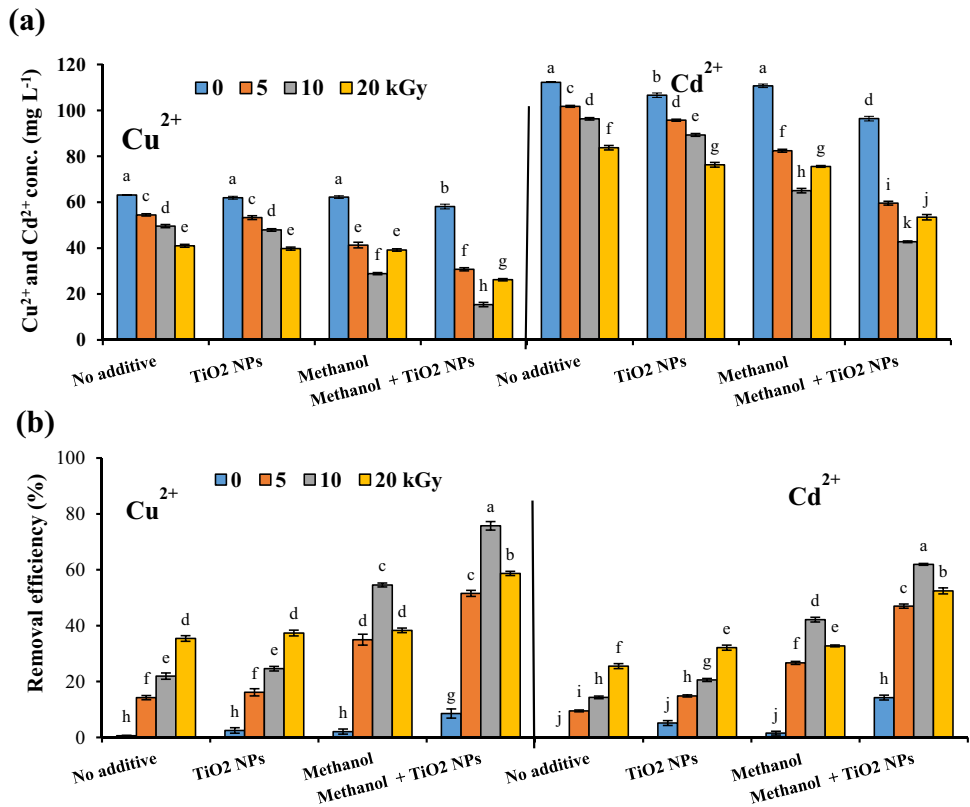 (a)
Cu²⁺ and Cd²⁺ conc. (mg L⁻¹)
120
100
80
60
40
20
0
0 5 10 20 kGy
Cu²⁺
Cd²⁺
a c d e a c d e a e f e b f h g a c d f b d e g a f h g d i k j
No additive TiO2 NPs Methanol Methanol + TiO2 NPs No additive TiO2 NPs Methanol Methanol + TiO2 NPs
(b)
Removal efficiency (%)
100
80
60
40
20
0
0 5 10 20 kGy
Cu²⁺
Cd²⁺
h f e d h f e d h d c d g c a b j i h f j h g e j f d f h c a b
No additive TiO2 NPs Methanol Methanol + TiO2 NPs No additive TiO2 NPs Methanol Methanol + TiO2 NPs